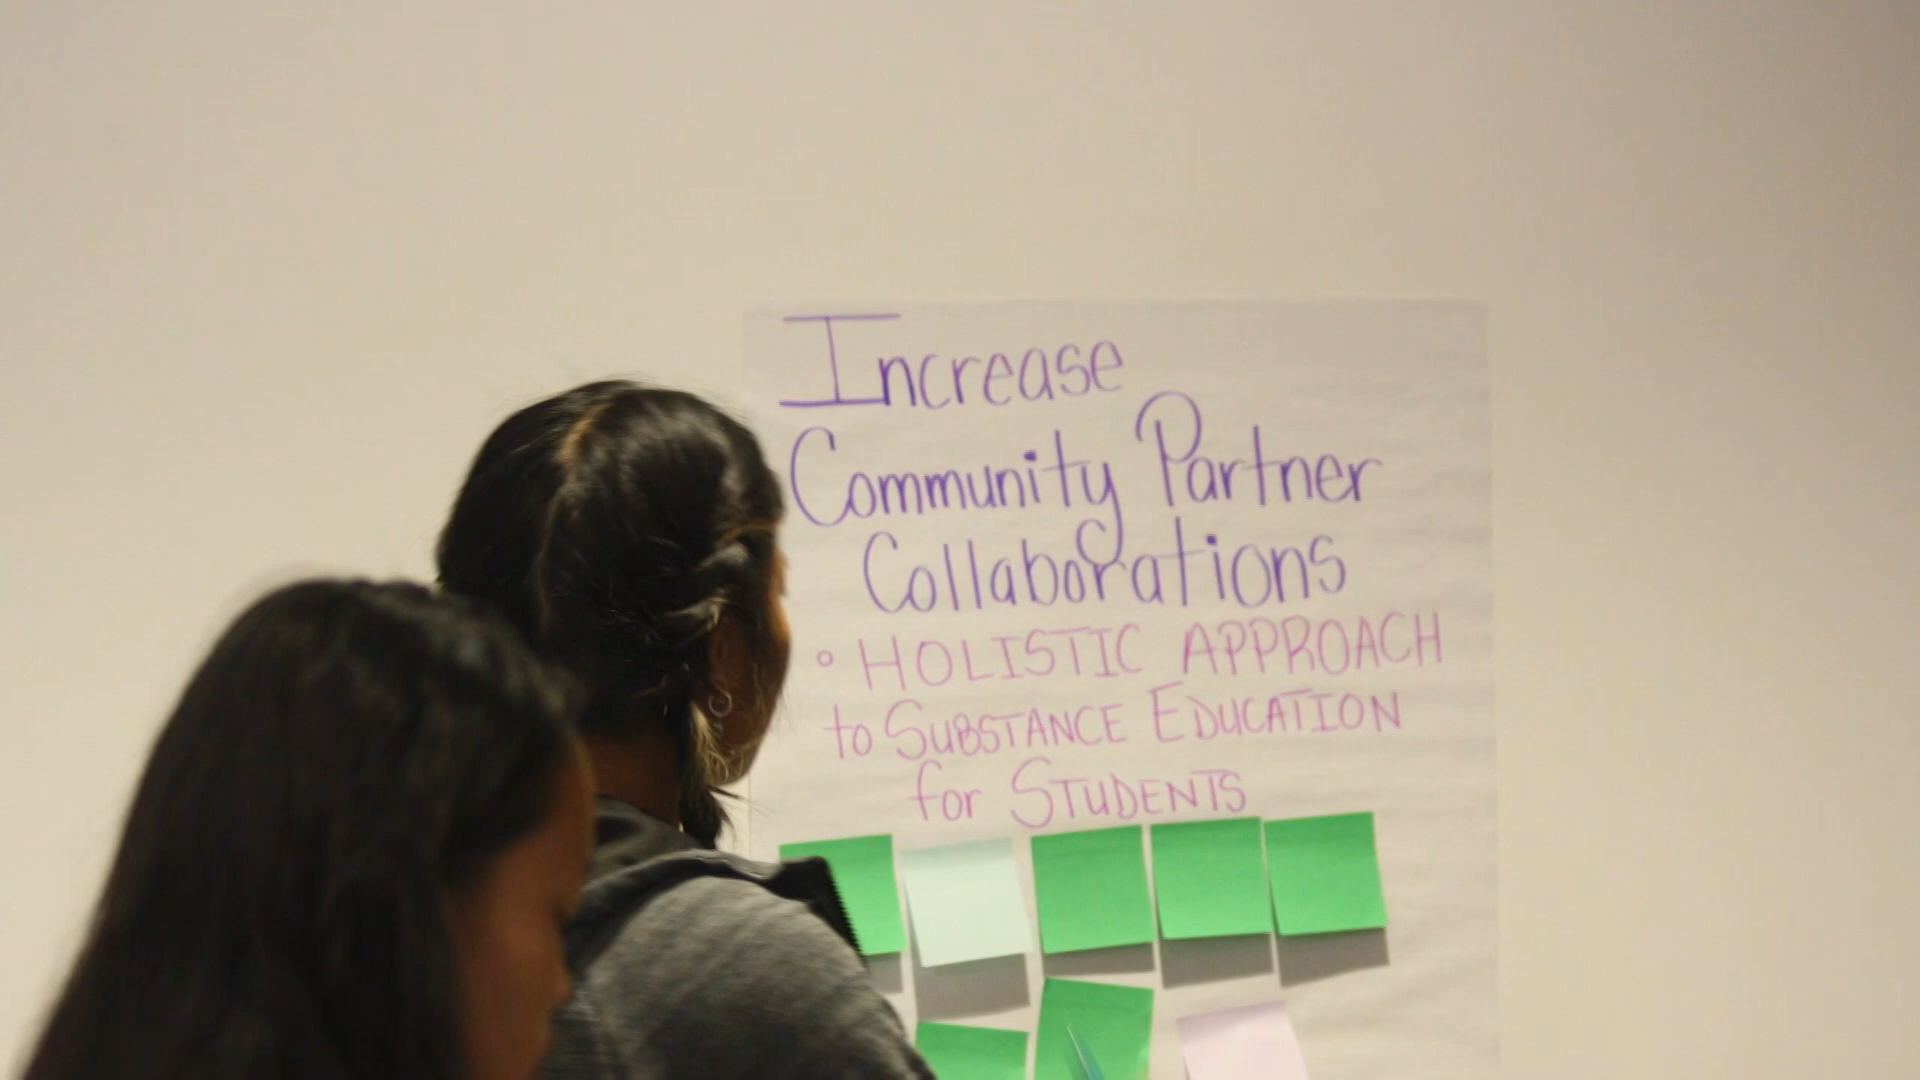 Increase
Community Partner
Collaborations
° HOLISTIC APPROACH
to SUBSTANCE EDUCATION
for STUDENTS